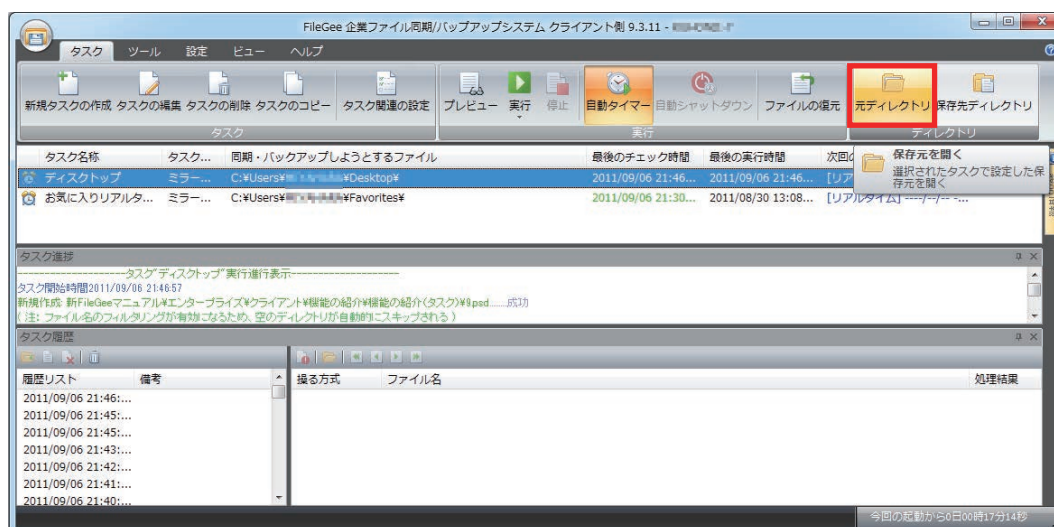 FileGee 企業ファイル同期/バップアップシステム クライアント側 9.3.11 -
タスク ツール 設定 ビュー ヘルプ
新規タスクの作成 タスクの編集 タスクの削除 タスクのコピー タスク関連の設定 プレビュー 実行 停止 自動タイマー 自動シャットダウン ファイルの復元 元ディレクトリ 保存先ディレクトリ
タスク 実行 ディレクトリ
タスク名称 タスク... 同期・バックアップしようとするファイル 最後のチェック時間 最後の実行時間 次回
保存元を開く
選択されたタスクで設定した保存元を開く
ディスクトップ ミラー... C:¥Users¥ ¥Desktop¥ 2011/09/06 21:46... 2011/09/06 21:46... [リア
お気に入りリアルタ... ミラー... C:¥Users¥ ¥Favorites¥ 2011/09/06 21:30... 2011/08/30 13:08... [リアルタイム] ----/--/-- -...
タスク進捗
--------------------タスク"ディスクトップ"実行進行表示--------------------
タスク開始時間2011/09/06 21:46:57
新規作成: 新FileGeeマニュアル¥エンタープライズ¥クライアント¥機能の紹介¥機能の紹介(タスク)¥9.psd......成功
(注: ファイル名のフィルタリングが有効になるため、空のディレクトリが自動的にスキップされる)
タスク履歴
履歴リスト 備考 操る方式 ファイル名 処理結果
2011/09/06 21:46:...
2011/09/06 21:45:...
2011/09/06 21:45:...
2011/09/06 21:43:...
2011/09/06 21:42:...
2011/09/06 21:41:...
2011/09/06 21:40:...
今回の起動から0日00時17分14秒